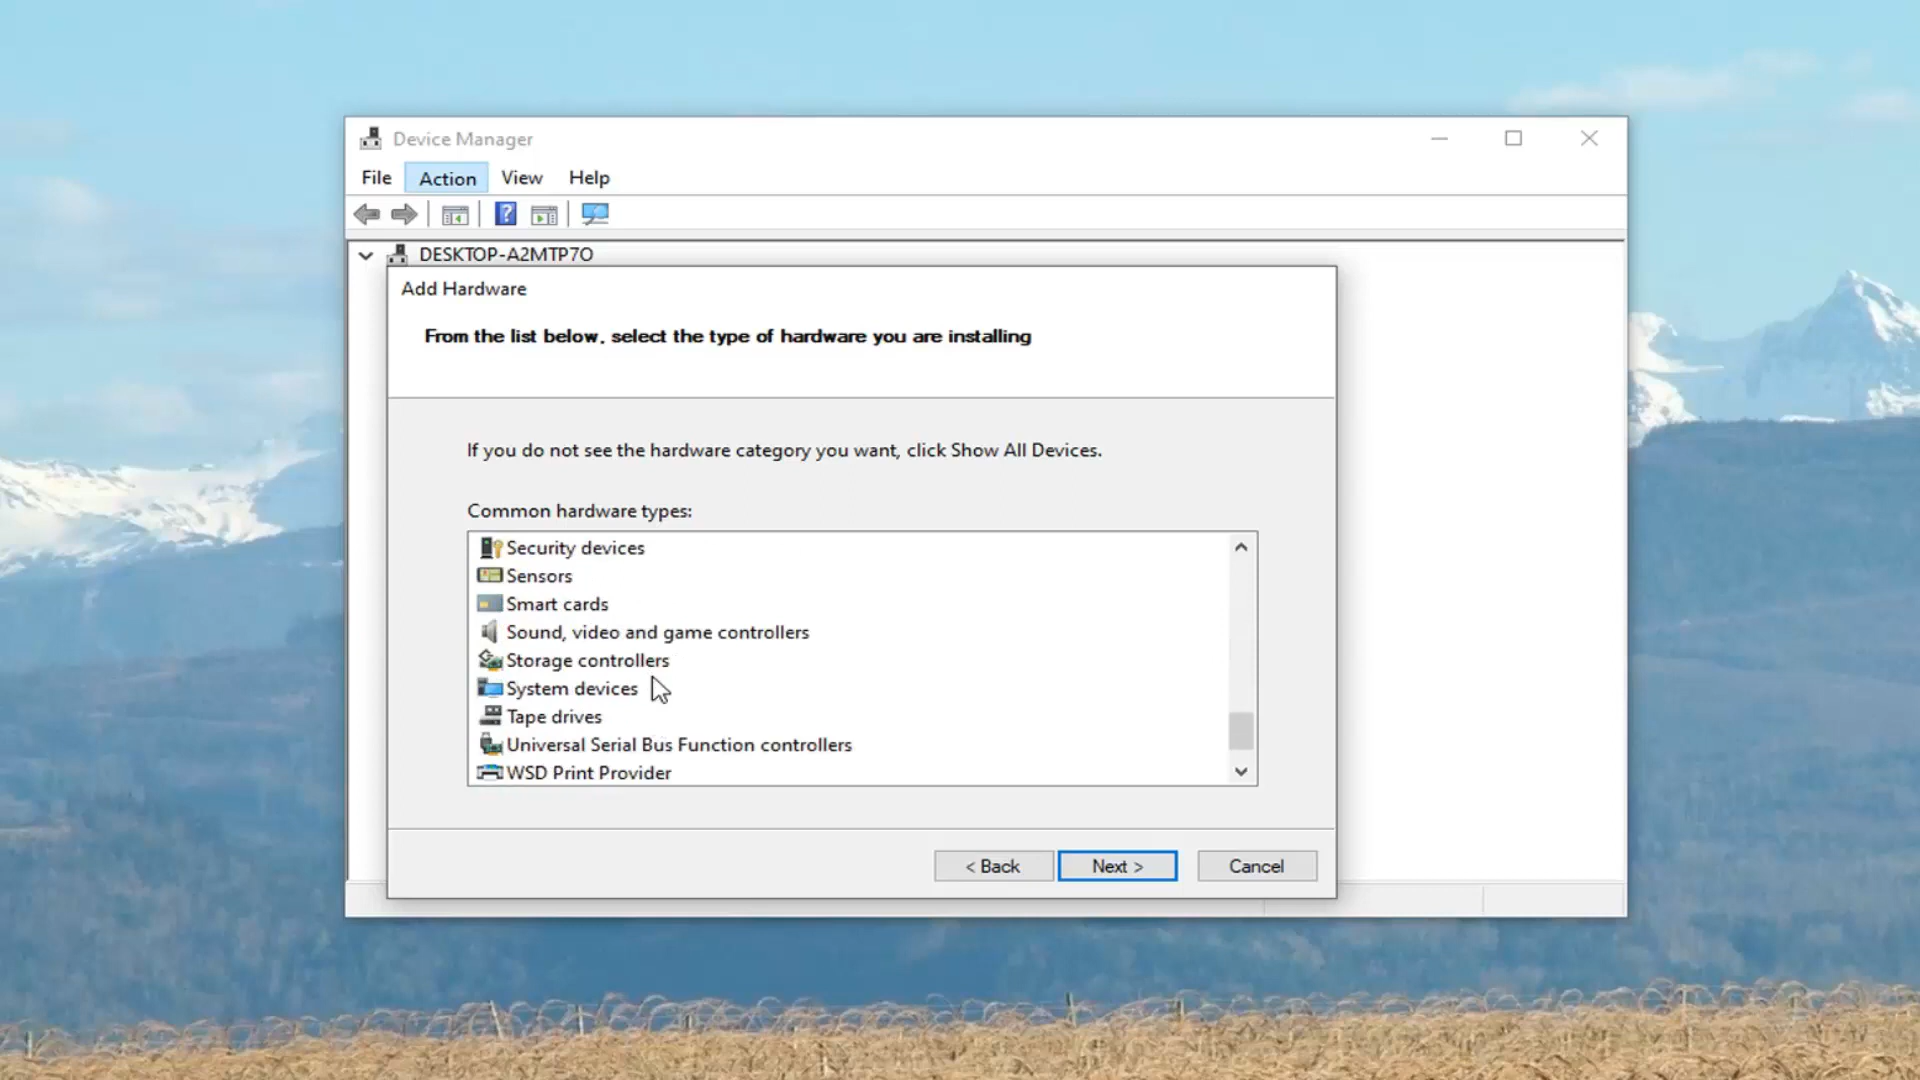 Device Manager
File Action View Help
DESKTOP-A2MTP7O
Add Hardware
From the list below, select the type of hardware you are installing
If you do not see the hardware category you want, click Show All Devices.
Common hardware types:
Security devices
Sensors
Smart cards
Sound, video and game controllers
Storage controllers
System devices
Tape drives
Universal Serial Bus Function controllers
WSD Print Provider
< Back Next > Cancel